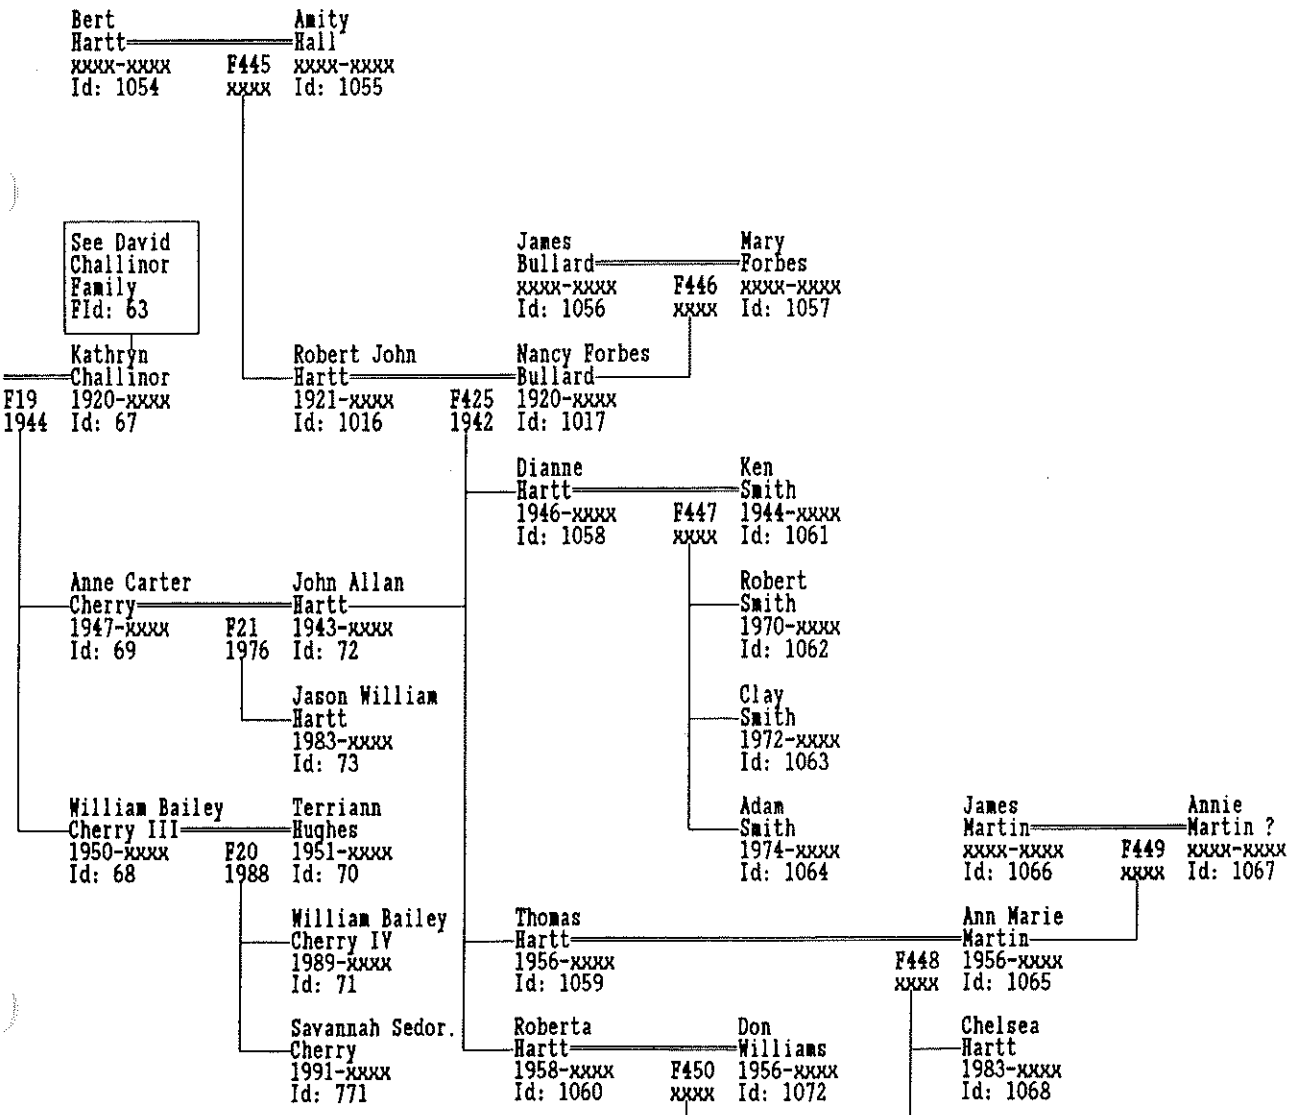 Bert
Hartt
xxxx-xxxx
Id: 1054
F445
xxxx
Amity
Hall
xxxx-xxxx
Id: 1055
See David
Challinor
Family
FId: 63
James
Bullard
xxxx-xxxx
Id: 1056
F446
xxxx
Mary
Forbes
xxxx-xxxx
Id: 1057
F19
1944
Kathryn
Challinor
1920-xxxx
Id: 67
Robert John
Hartt
1921-xxxx
Id: 1016
F425
1942
Nancy Forbes
Bullard
1920-xxxx
Id: 1017
Dianne
Hartt
1946-xxxx
Id: 1058
F447
xxxx
Ken
Smith
1944-xxxx
Id: 1061
Anne Carter
Cherry
1947-xxxx
Id: 69
F21
1976
John Allan
Hartt
1943-xxxx
Id: 72
Robert
Smith
1970-xxxx
Id: 1062
Jason William
Hartt
1983-xxxx
Id: 73
Clay
Smith
1972-xxxx
Id: 1063
William Bailey
Cherry III
1950-xxxx
Id: 68
F20
1988
Terriann
Hughes
1951-xxxx
Id: 70
Adam
Smith
1974-xxxx
Id: 1064
James
Martin
xxxx-xxxx
Id: 1066
F449
xxxx
Annie
Martin ?
xxxx-xxxx
Id: 1067
William Bailey
Cherry IV
1989-xxxx
Id: 71
Thomas
Hartt
1956-xxxx
Id: 1059
F448
xxxx
Ann Marie
Martin
1956-xxxx
Id: 1065
Savannah Sedor.
Cherry
1991-xxxx
Id: 771
Roberta
Hartt
1958-xxxx
Id: 1060
F450
xxxx
Don
Williams
1956-xxxx
Id: 1072
Chelsea
Hartt
1983-xxxx
Id: 1068